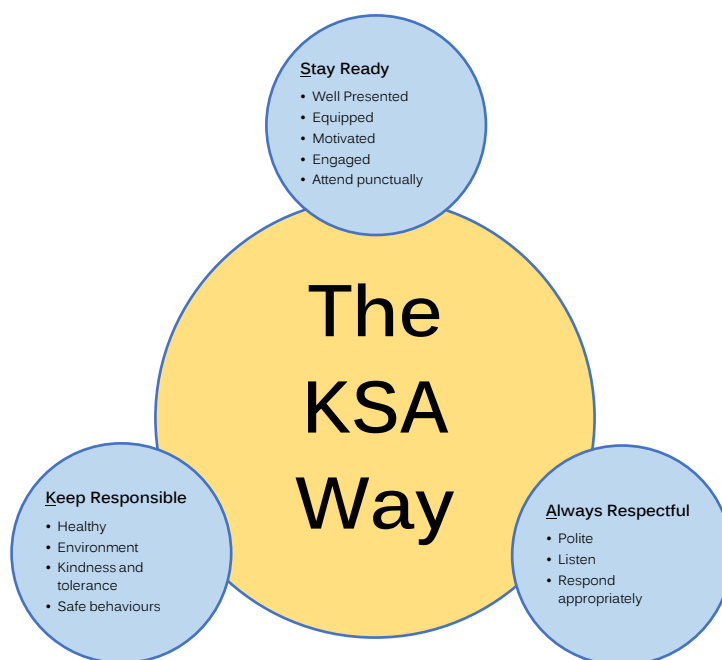 Stay Ready
• Well Presented
• Equipped
• Motivated
• Engaged
• Attend punctually
The
KSA
Way
Keep Responsible
• Healthy
• Environment
• Kindness and
tolerance
• Safe behaviours
Always Respectful
• Polite
• Listen
• Respond
appropriately